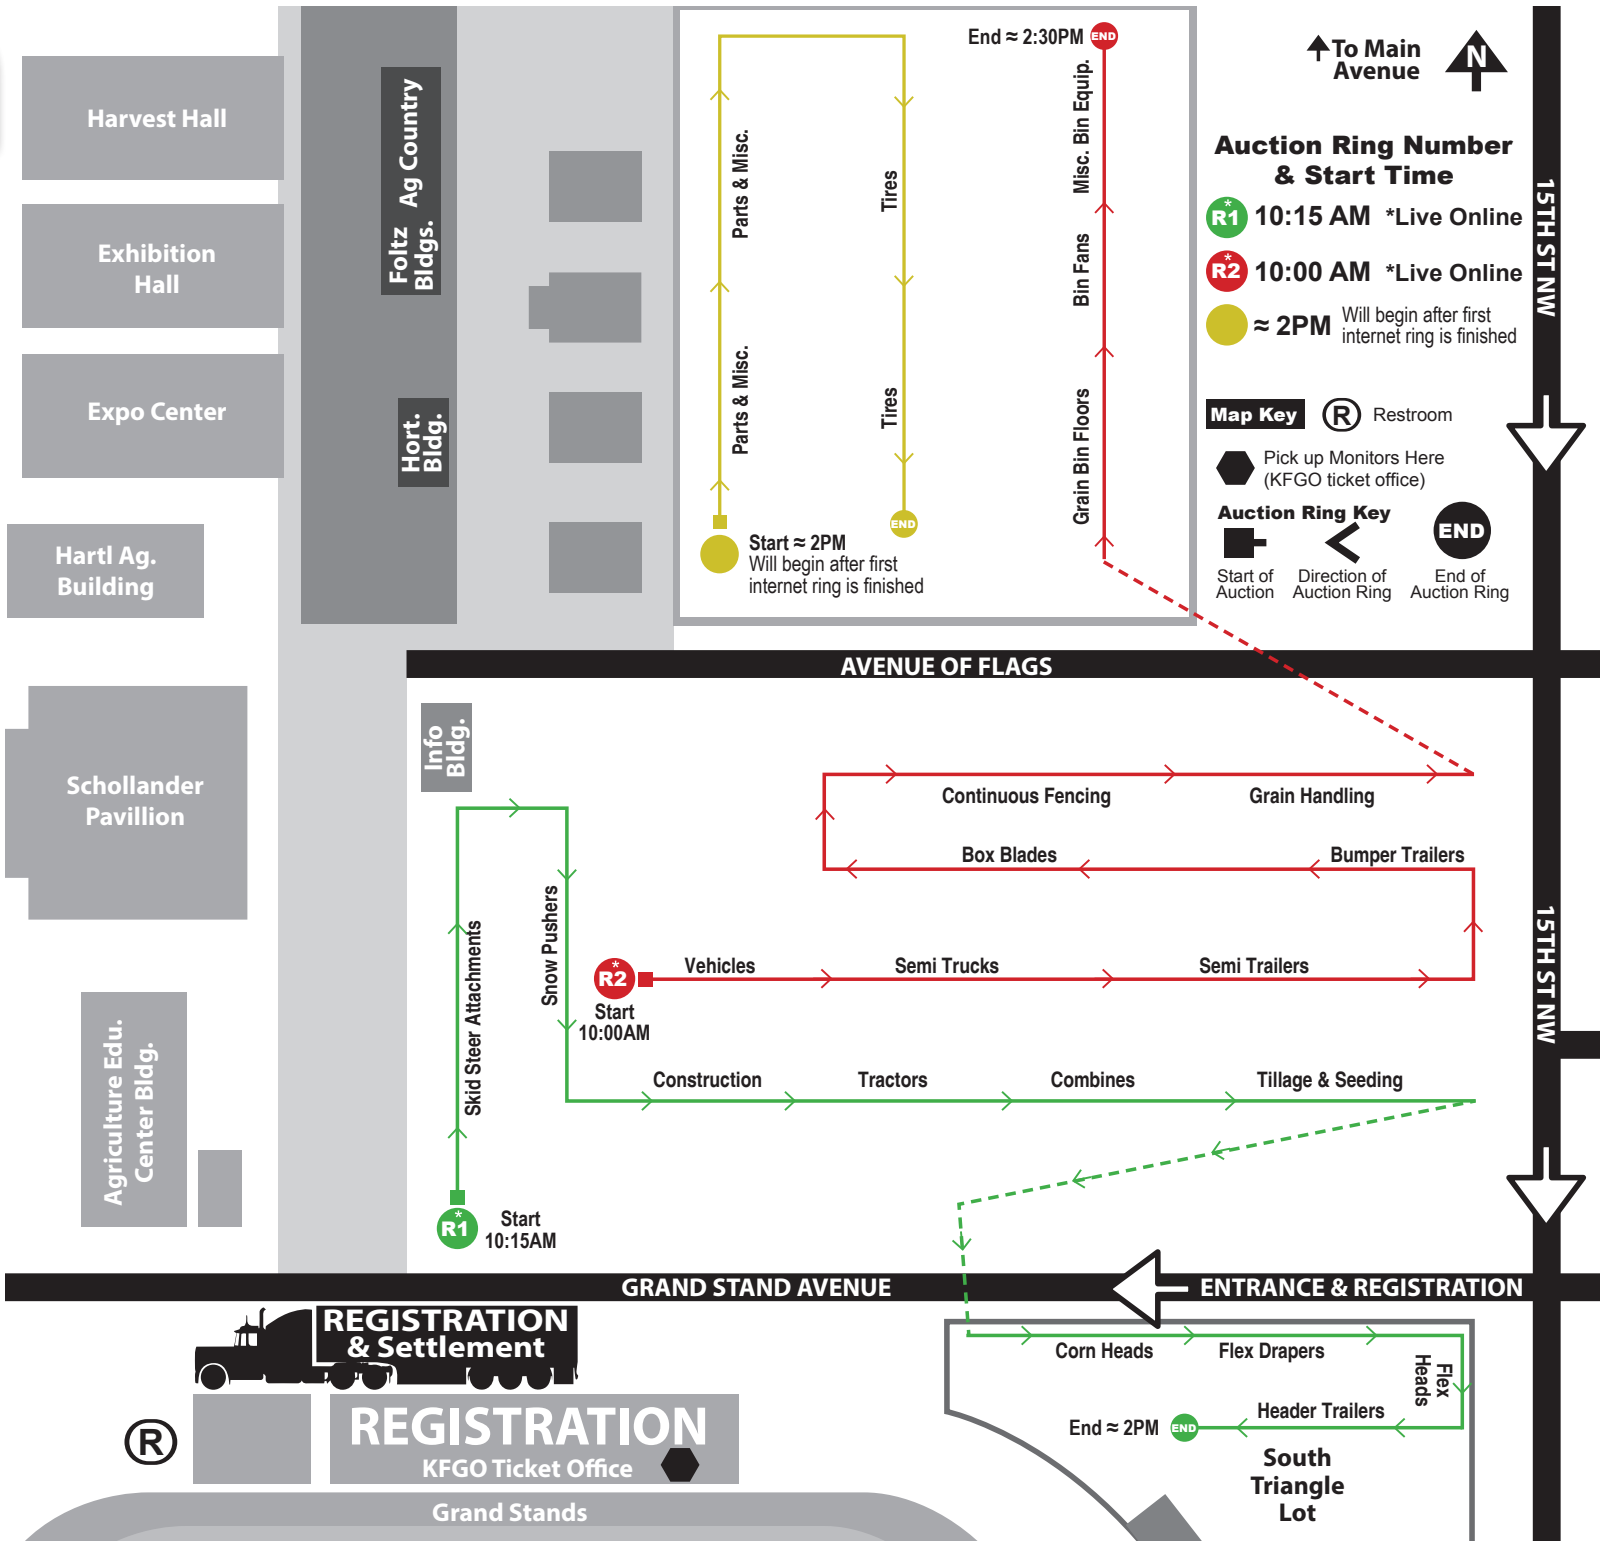 Harvest Hall
Exhibition
Hall
Expo Center
Hartl Ag.
Building
Schollander
Pavillion
Agriculture Edu.
Center Bldg.
Ag Country
Foltz
Bldgs.
Hort.
Bldg.
Info
Bldg.
Parts & Misc.
Parts & Misc.
Tires
Tires
END
Start ≈ 2PM
Will begin after first
internet ring is finished
End ≈ 2:30PM
END
Misc. Bin Equip.
Bin Fans
Grain Bin Floors
To Main
Avenue
N
Auction Ring Number
& Start Time
R1* 10:15 AM *Live Online
R2* 10:00 AM *Live Online
≈ 2PM Will begin after first
internet ring is finished
Map Key
R Restroom
Pick up Monitors Here
(KFGO ticket office)
Auction Ring Key
END
Start of
Auction
Direction of
Auction Ring
End of
Auction Ring
15TH ST NW
AVENUE OF FLAGS
Continuous Fencing
Grain Handling
Box Blades
Bumper Trailers
R2*
Start
10:00AM
Vehicles
Semi Trucks
Semi Trailers
15TH ST NW
Skid Steer Attachments
Snow Pushers
Construction
Tractors
Combines
Tillage & Seeding
R1*
Start
10:15AM
GRAND STAND AVENUE
ENTRANCE & REGISTRATION
REGISTRATION
& Settlement
R
REGISTRATION
KFGO Ticket Office
Grand Stands
Corn Heads
Flex Drapers
Flex
Heads
Header Trailers
End ≈ 2PM
END
South
Triangle
Lot